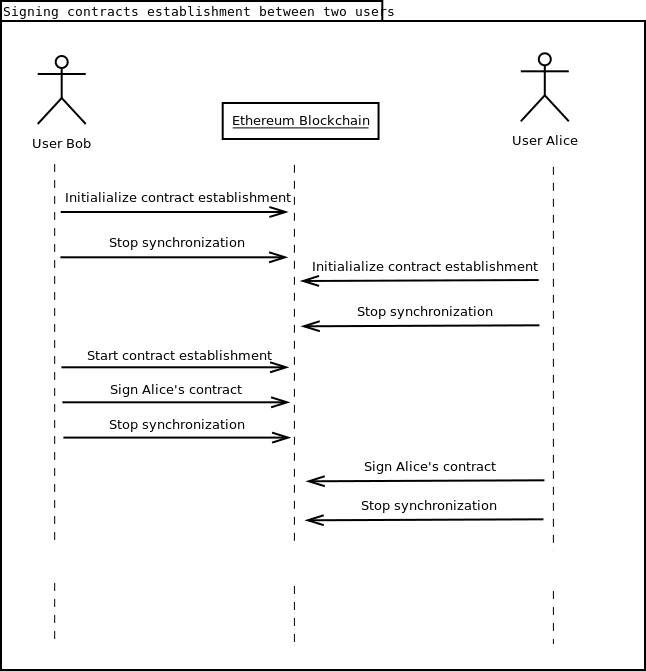 Signing contracts establishment between two users
User Bob
Ethereum Blockchain
User Alice
Initialialize contract establishment
Stop synchronization
Initialialize contract establishment
Stop synchronization
Start contract establishment
Sign Alice's contract
Stop synchronization
Sign Alice's contract
Stop synchronization